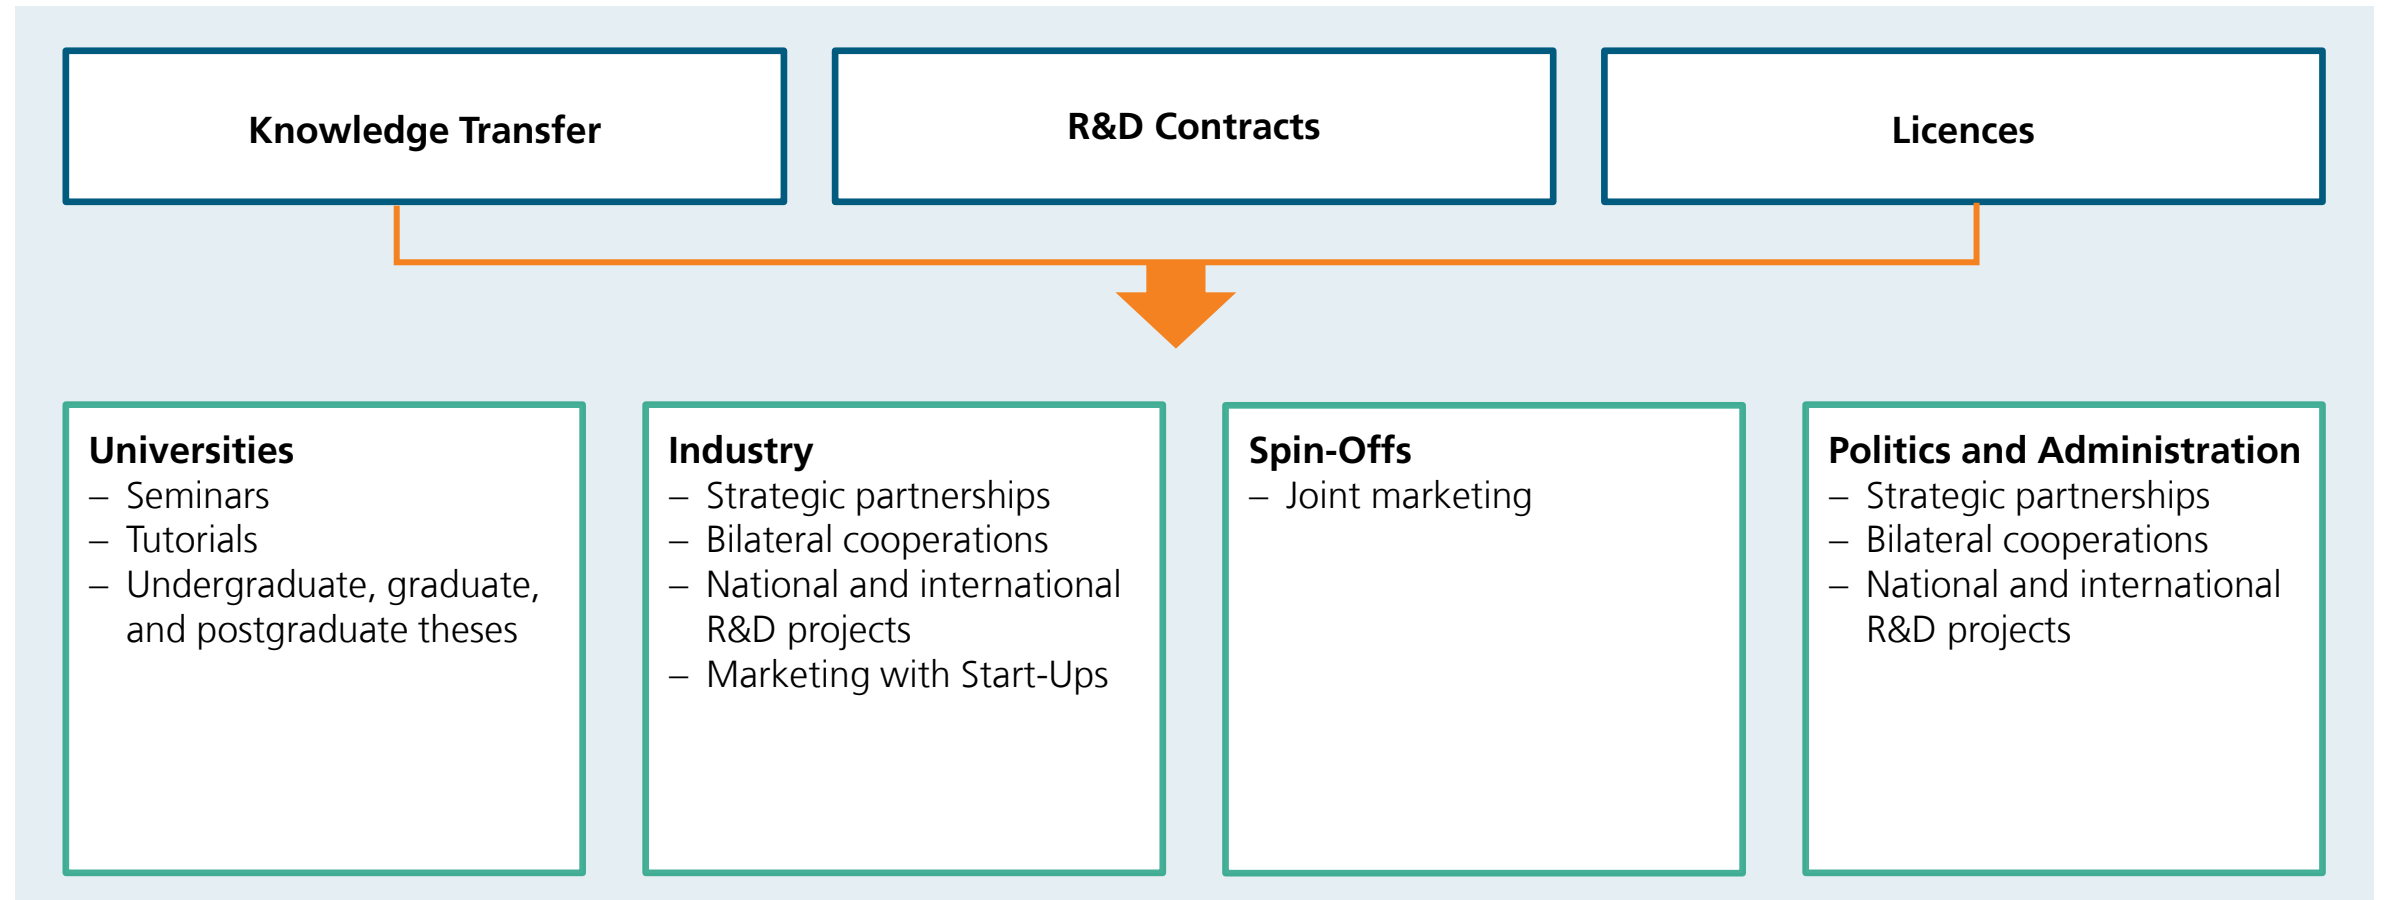 Knowledge Transfer
R&D Contracts
Licences
Universities
– Seminars
– Tutorials
– Undergraduate, graduate,
and postgraduate theses
Industry
– Strategic partnerships
– Bilateral cooperations
– National and international
R&D projects
– Marketing with Start-Ups
Spin-Offs
– Joint marketing
Politics and Administration
– Strategic partnerships
– Bilateral cooperations
– National and international
R&D projects